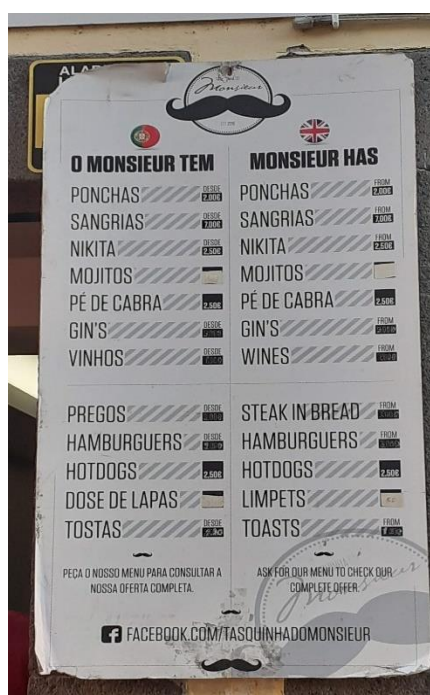 Monsieur
O MONSIEUR TEM
PONCHAS DESDE 2,00€
SANGRIAS DESDE 7,00€
NIKITA DESDE 2,50€
MOJITOS
PÉ DE CABRA 2,50€
GIN'S DESDE
VINHOS DESDE
PREGOS DESDE
HAMBURGUERS DESDE
HOTDOGS 2,50€
DOSE DE LAPAS
TOSTAS DESDE
PEÇA O NOSSO MENU PARA CONSULTAR A
NOSSA OFERTA COMPLETA.
MONSIEUR HAS
PONCHAS FROM 2,00€
SANGRIAS FROM 7,00€
NIKITA FROM 2,50€
MOJITOS
PÉ DE CABRA 2,50€
GIN'S FROM
WINES FROM
STEAK IN BREAD FROM
HAMBURGUERS FROM
HOTDOGS 2,50€
LIMPETS
TOASTS FROM
ASK FOR OUR MENU TO CHECK OUR
COMPLETE OFFER.
Monsieur
FACEBOOK.COM/TASQUINHADOMONSIEUR